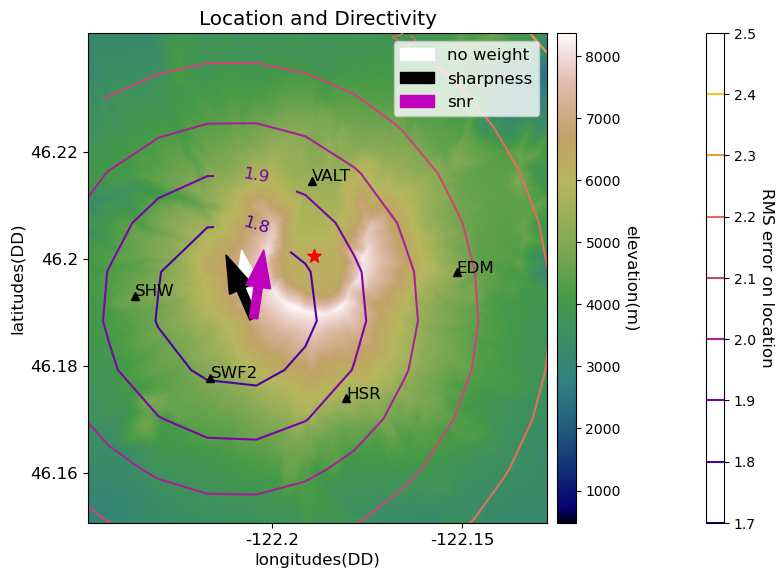 Location and Directivity
no weight
sharpness
snr
46.22
46.2
46.18
46.16
latitudes(DD)
1.9
1.8
VALT
EDM
SHW
SWF2
HSR
-122.2
-122.15
longitudes(DD)
8000
7000
6000
5000
4000
3000
2000
1000
elevation(m)
2.5
2.4
2.3
2.2
2.1
2.0
1.9
1.8
1.7
RMS error on location